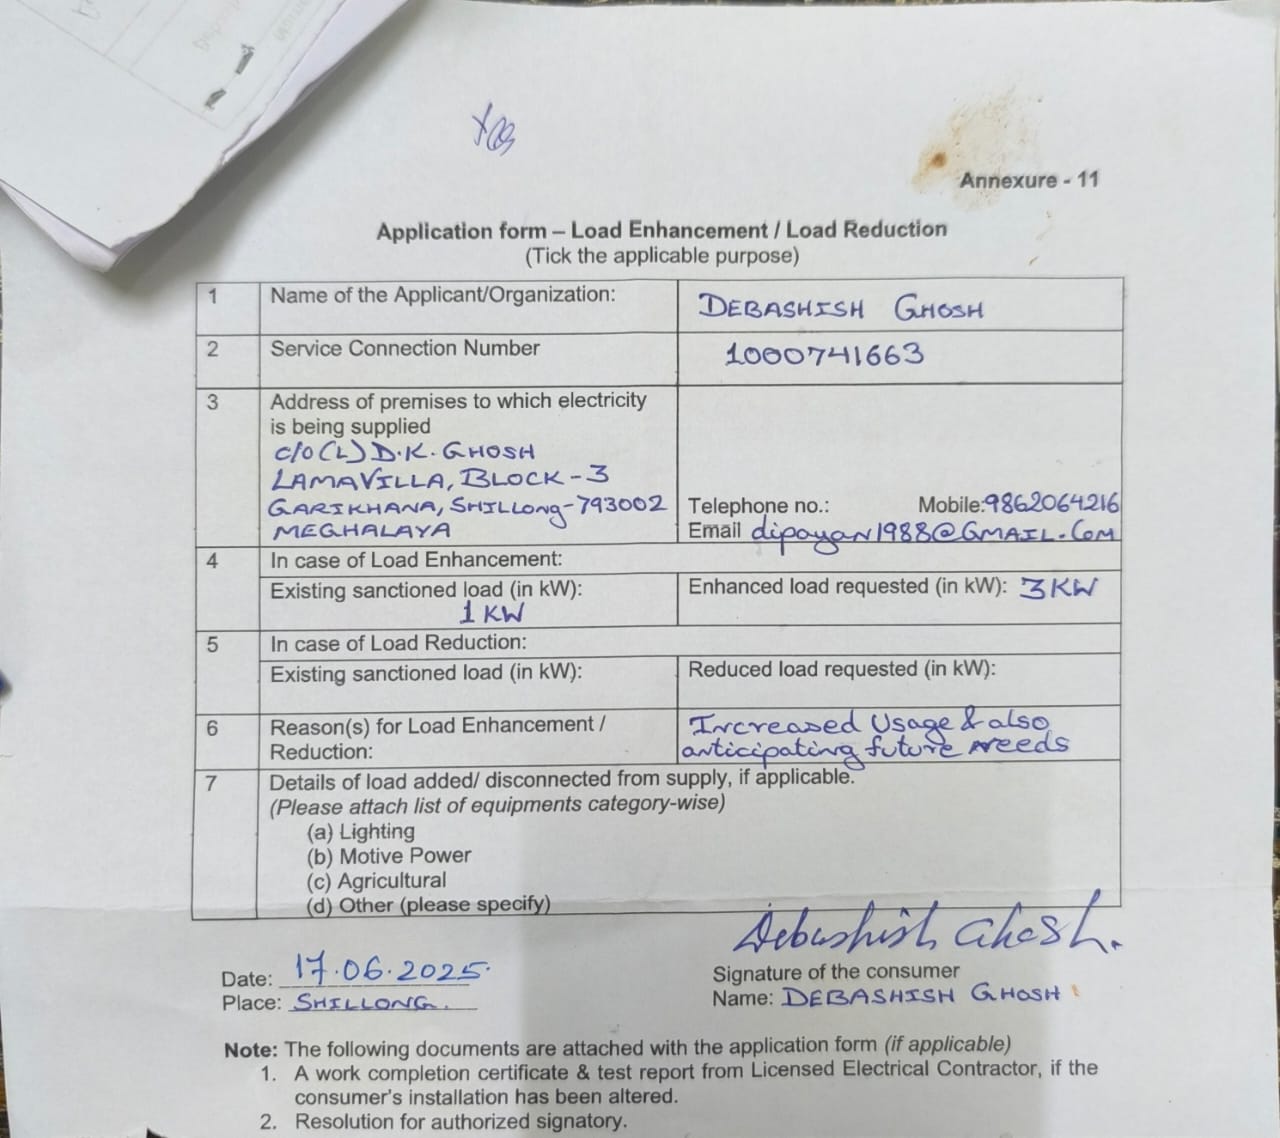 Annexure - 11
Application form – Load Enhancement / Load Reduction
(Tick the applicable purpose)
1 Name of the Applicant/Organization: DEBASHISH GHOSH
2 Service Connection Number 1000741663
3 Address of premises to which electricity
is being supplied
C/O (L) D.K. GHOSH
LAMAVILLA, BLOCK - 3
GARIKHANA, SHILLONG - 793002 Telephone no.: Mobile: 9862064216
MEGHALAYA Email dipayan1988@GMAIL.COM
4 In case of Load Enhancement:
Existing sanctioned load (in kW): Enhanced load requested (in kW): 3 KW
1 KW
5 In case of Load Reduction:
Existing sanctioned load (in kW): Reduced load requested (in kW):
6 Reason(s) for Load Enhancement / Increased Usage & also
Reduction: anticipating future needs
7 Details of load added/ disconnected from supply, if applicable.
(Please attach list of equipments category-wise)
(a) Lighting
(b) Motive Power
(c) Agricultural
(d) Other (please specify)
Debashish Ghosh.
Date: 17.06.2025. Signature of the consumer
Place: SHILLONG. Name: DEBASHISH GHOSH
Note: The following documents are attached with the application form (if applicable)
1. A work completion certificate & test report from Licensed Electrical Contractor, if the
consumer's installation has been altered.
2. Resolution for authorized signatory.